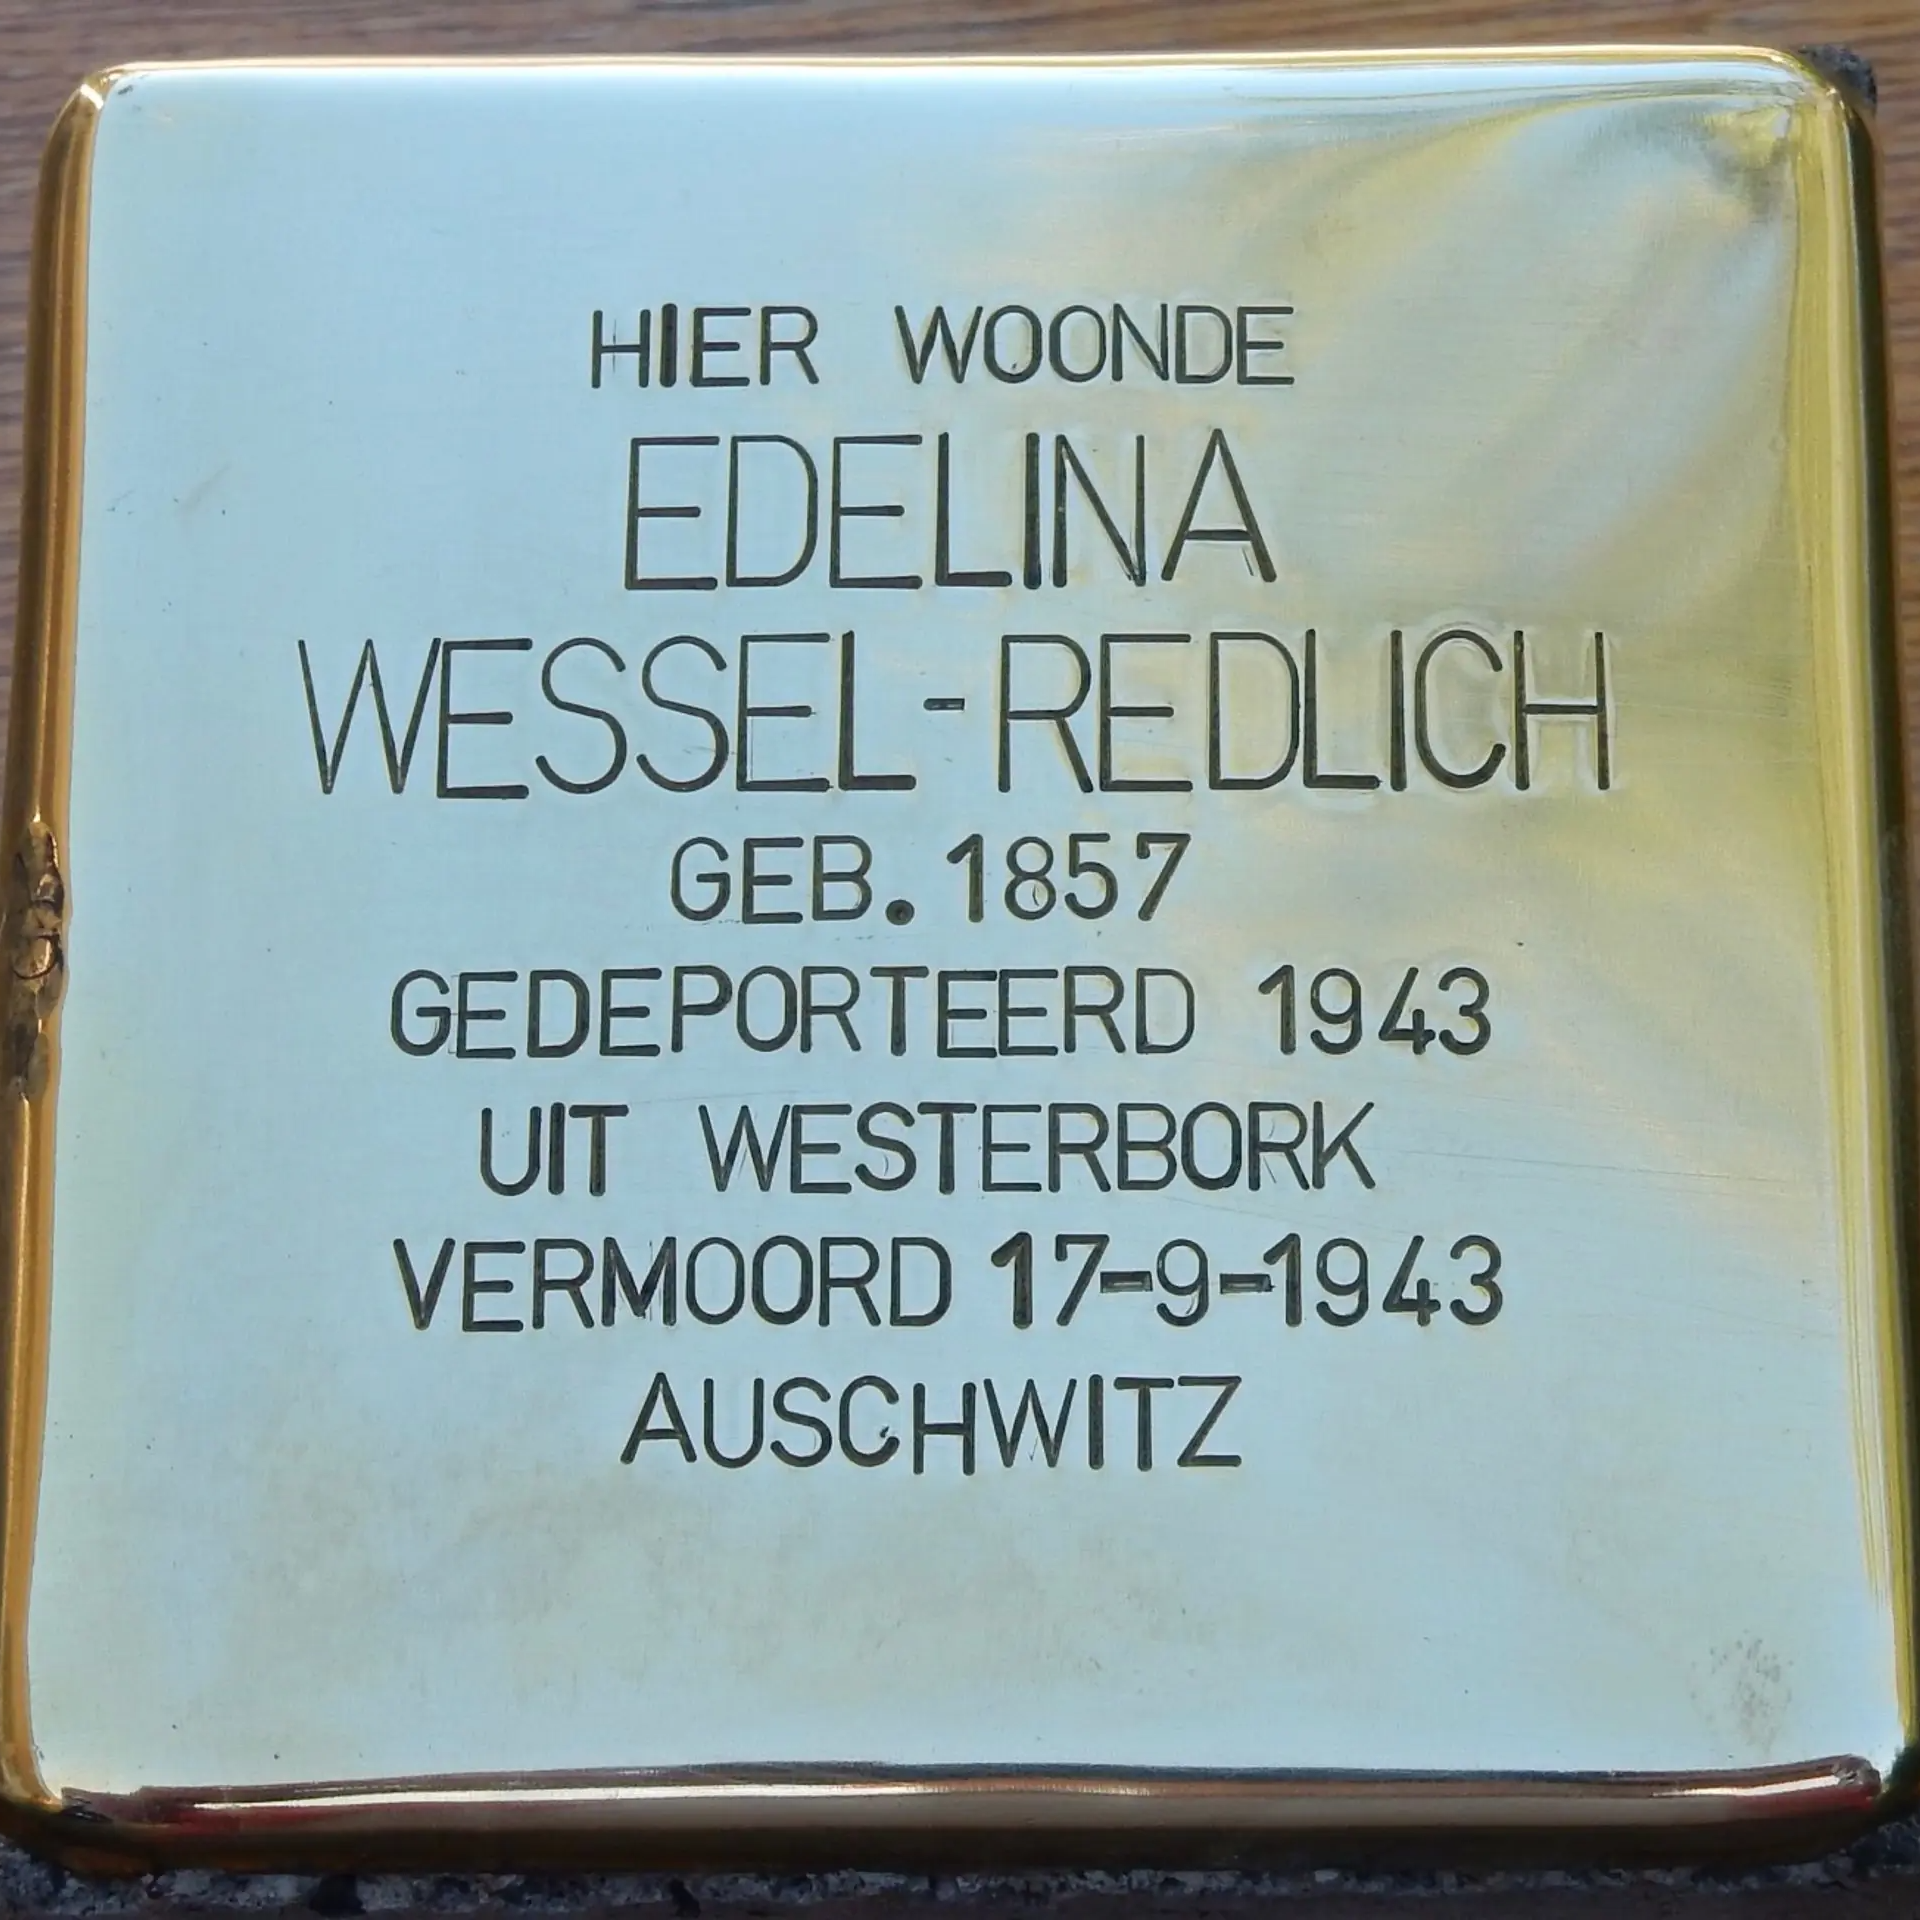 HIER WOONDE
EDELINA
WESSEL-REDLICH
GEB. 1857
GEDEPORTEERD 1943
UIT WESTERBORK
VERMOORD 17-9-1943
AUSCHWITZ